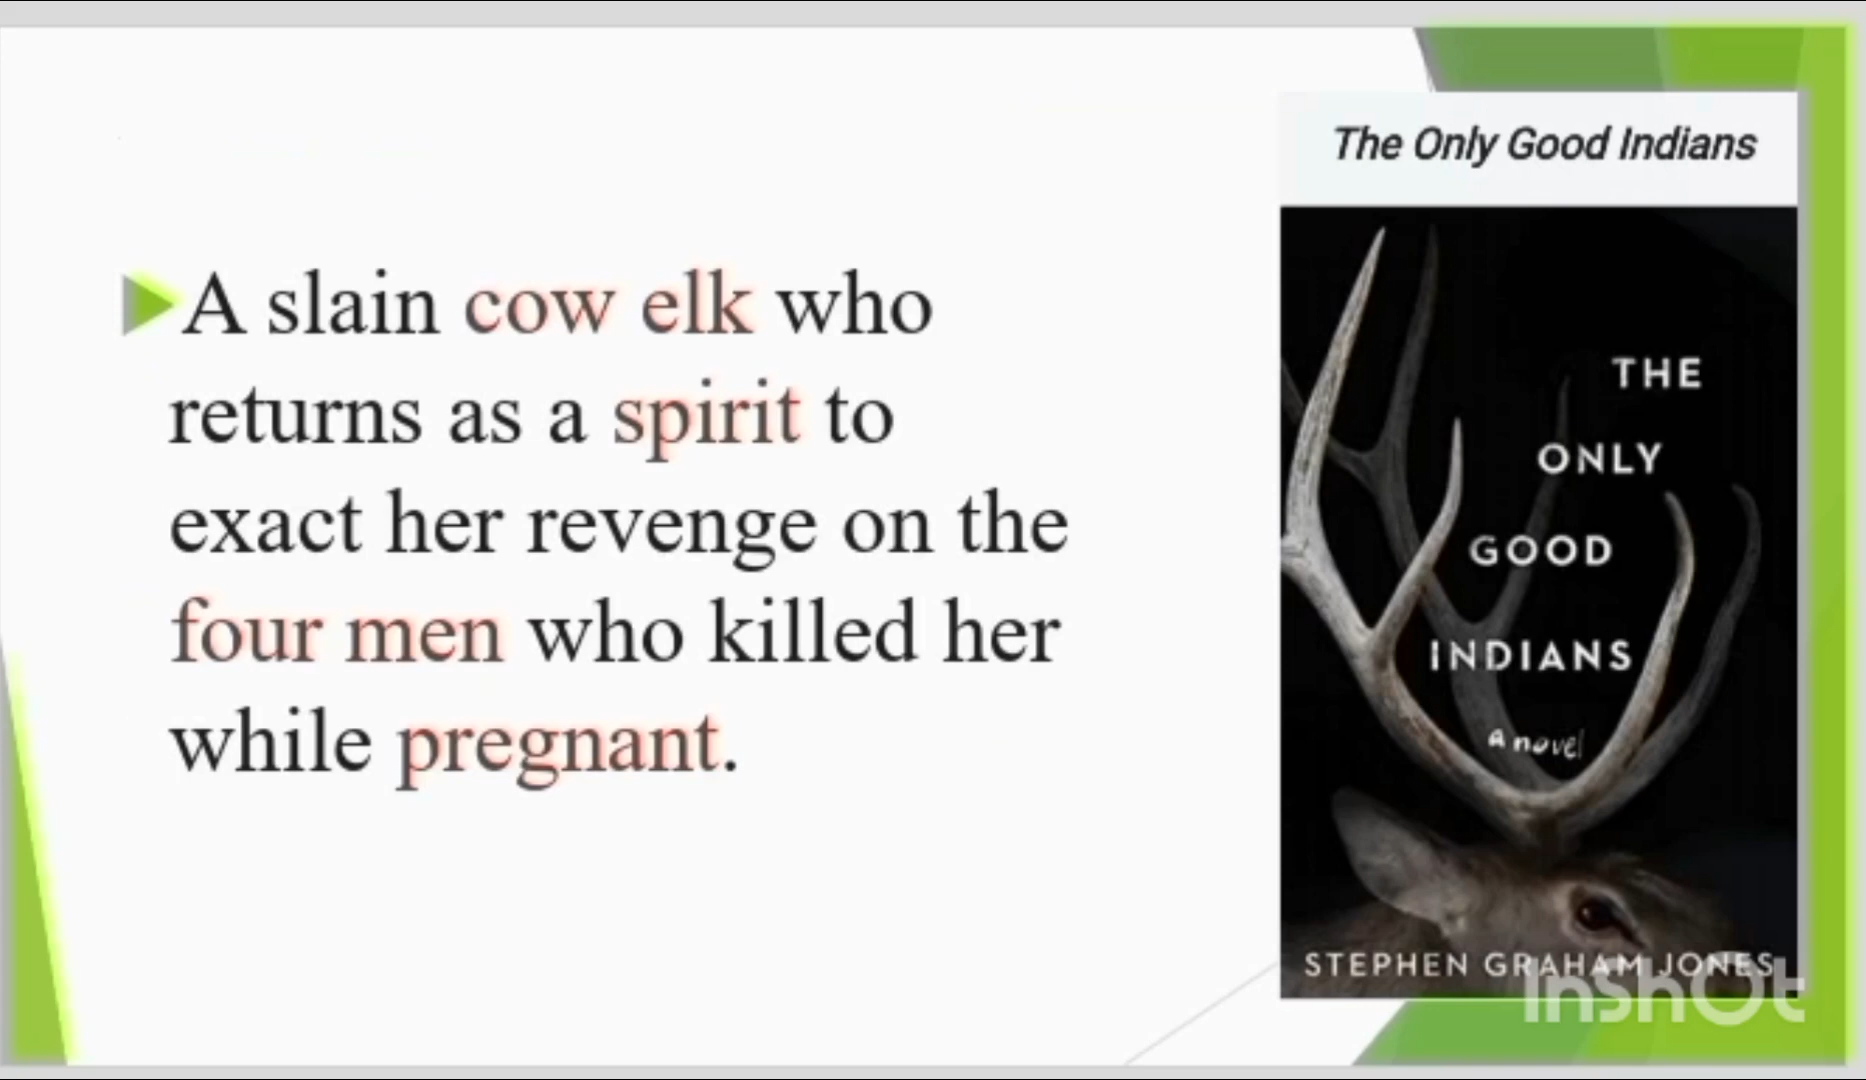 A slain cow elk who
returns as a spirit to
exact her revenge on the
four men who killed her
while pregnant.
The Only Good Indians
THE
ONLY
GOOD
INDIANS
a novel
STEPHEN GRAHAM JONES
InShOt